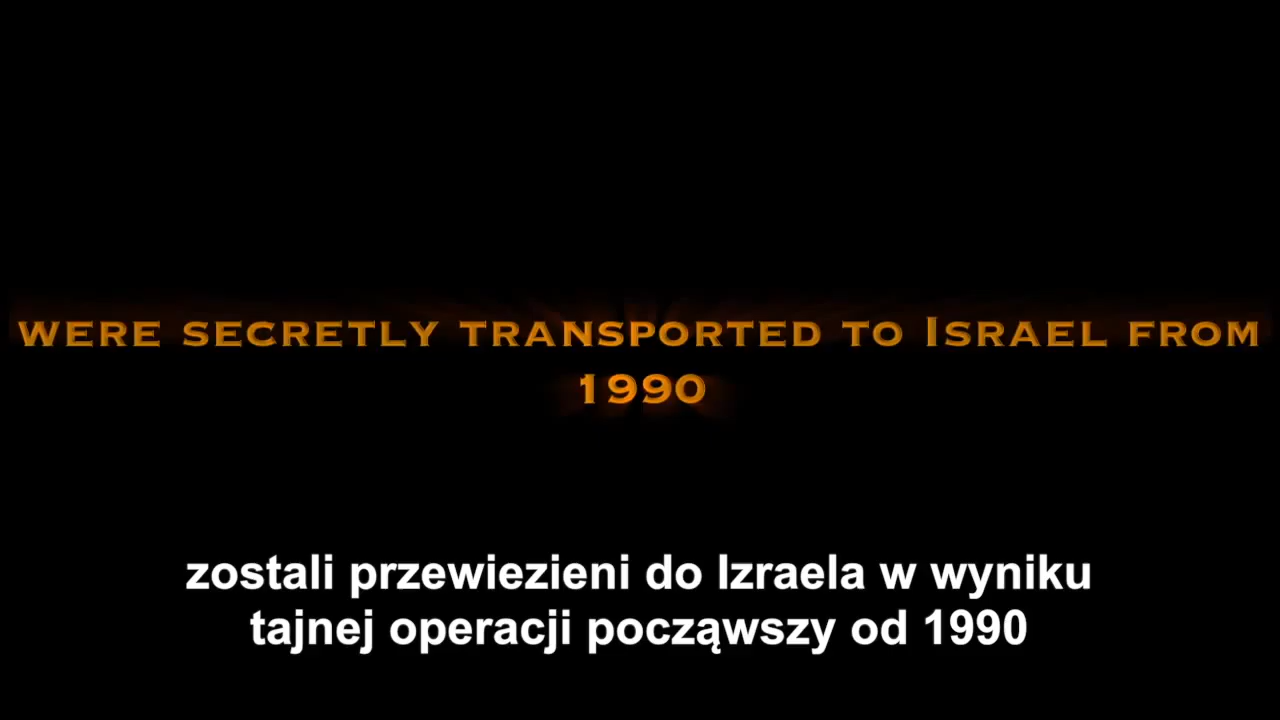 were secretly transported to Israel from
1990
zostali przewiezieni do Izraela w wyniku
tajnej operacji począwszy od 1990